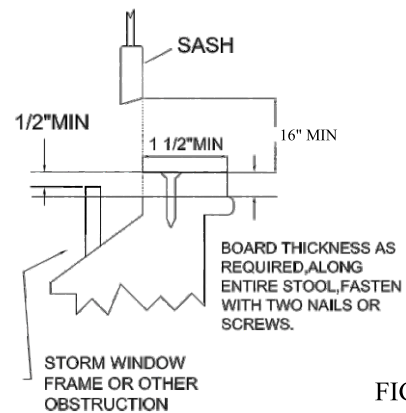 SASH
1/2"MIN
16" MIN
1 1/2"MIN
BOARD THICKNESS AS
REQUIRED,ALONG
ENTIRE STOOL,FASTEN
WITH TWO NAILS OR
SCREWS.
STORM WINDOW
FRAME OR OTHER
OBSTRUCTION